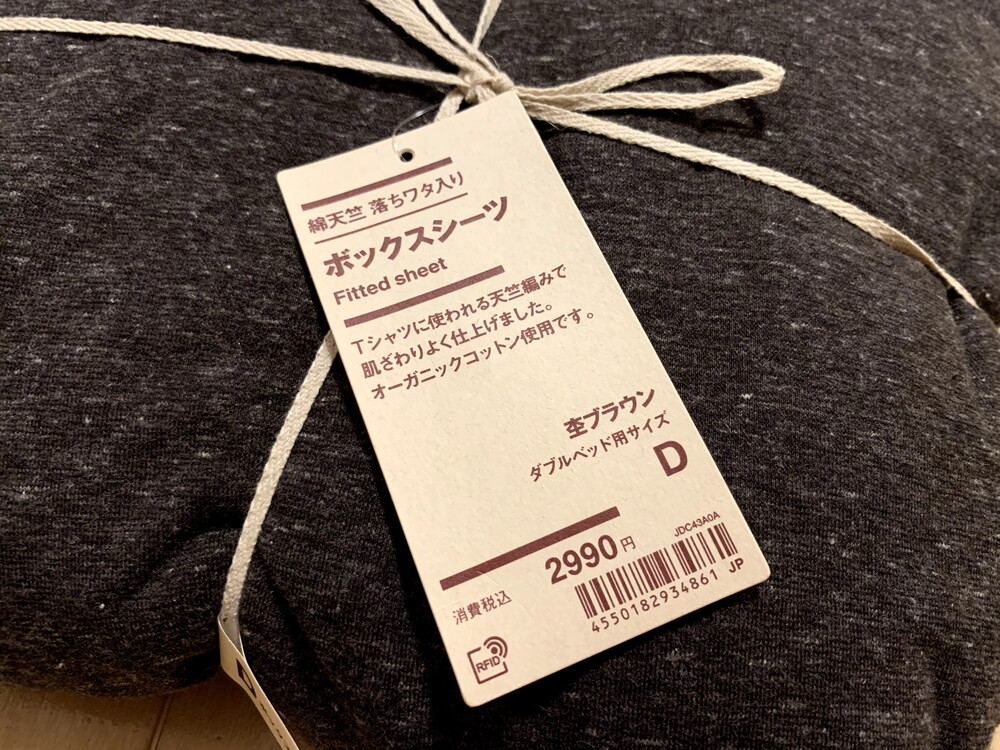 綿天竺 落ちワタ入り
ボックスシーツ
Fitted sheet
Tシャツに使われる天竺編みで
肌ざわりよく仕上げました。
オーガニックコットン使用です。
杢ブラウン
ダブルベッド用サイズ
D
2990円
消費税込
JDC43A0A
4550182934861 JP
RFID
D